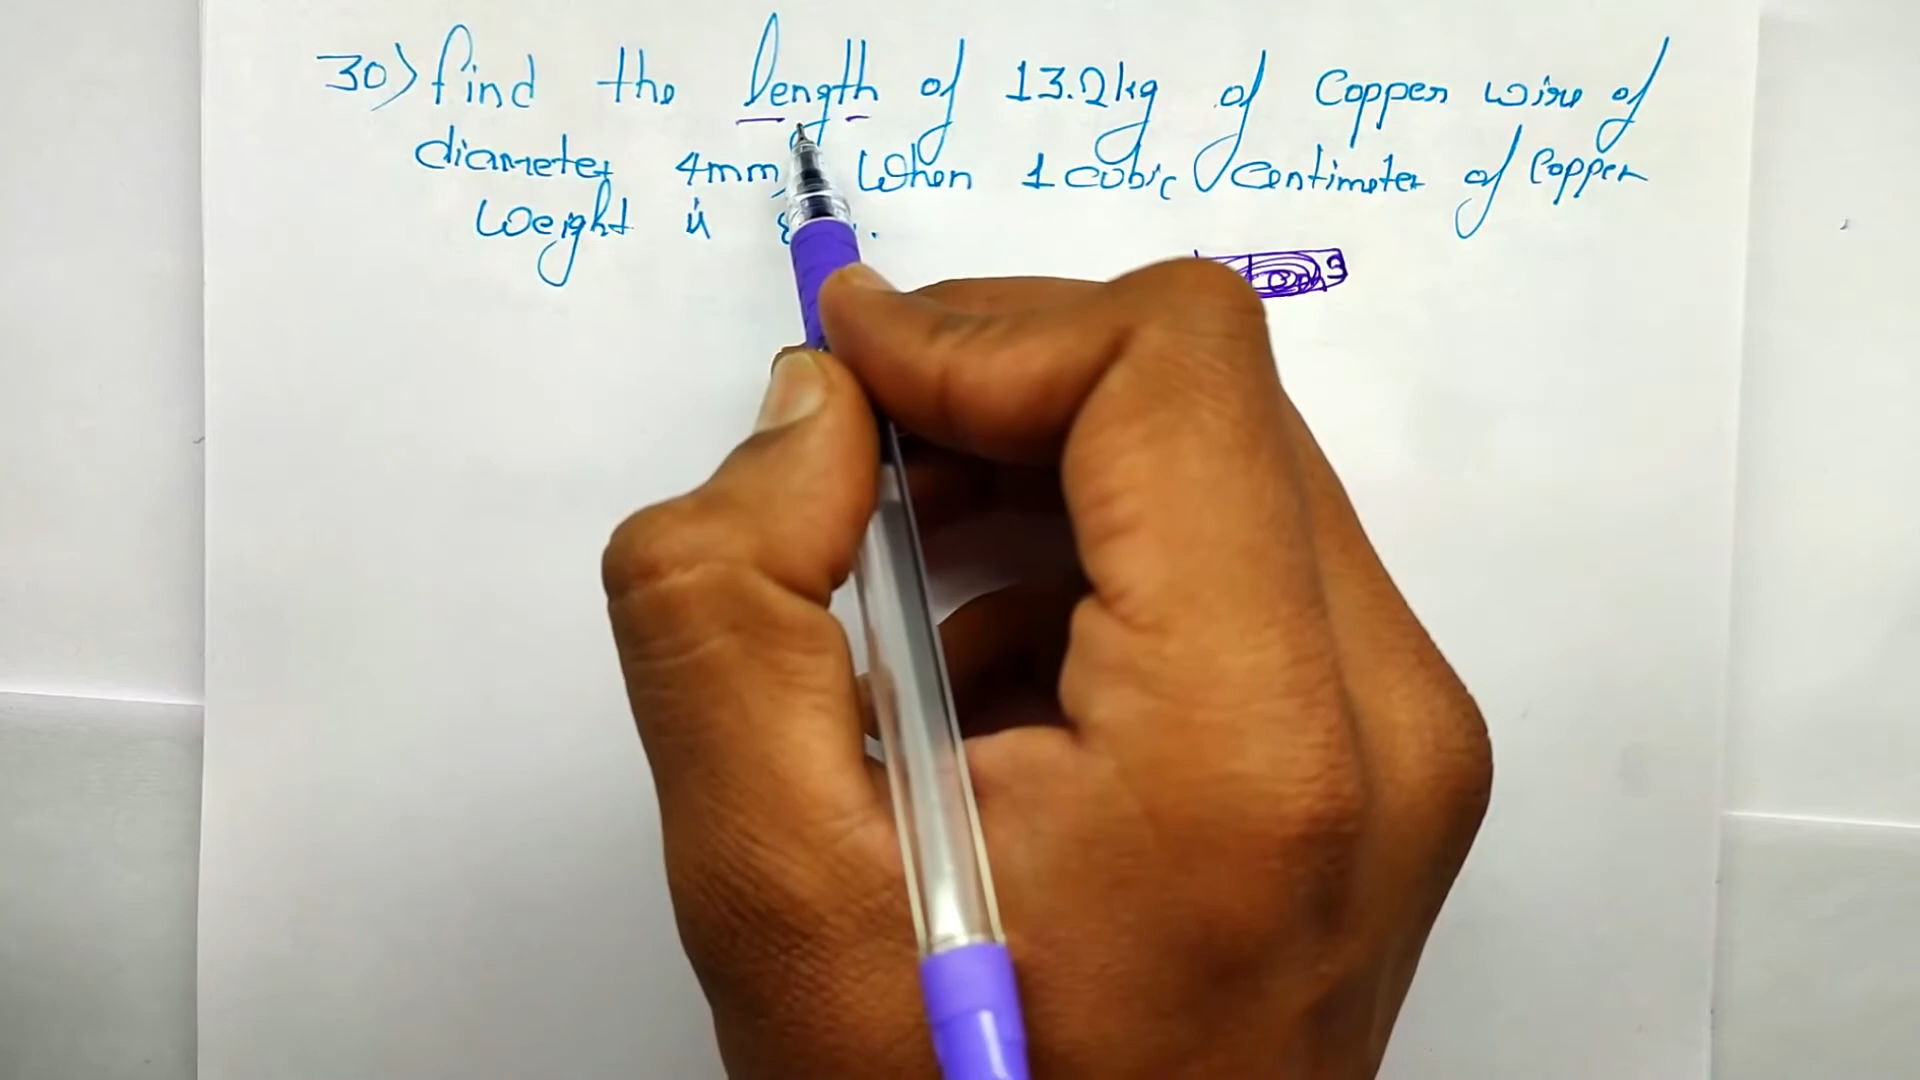 30) find the length of 13.2kg of Copper wire of
diameter 4mm, When 1 cubic Centimeter of Copper
Weight is